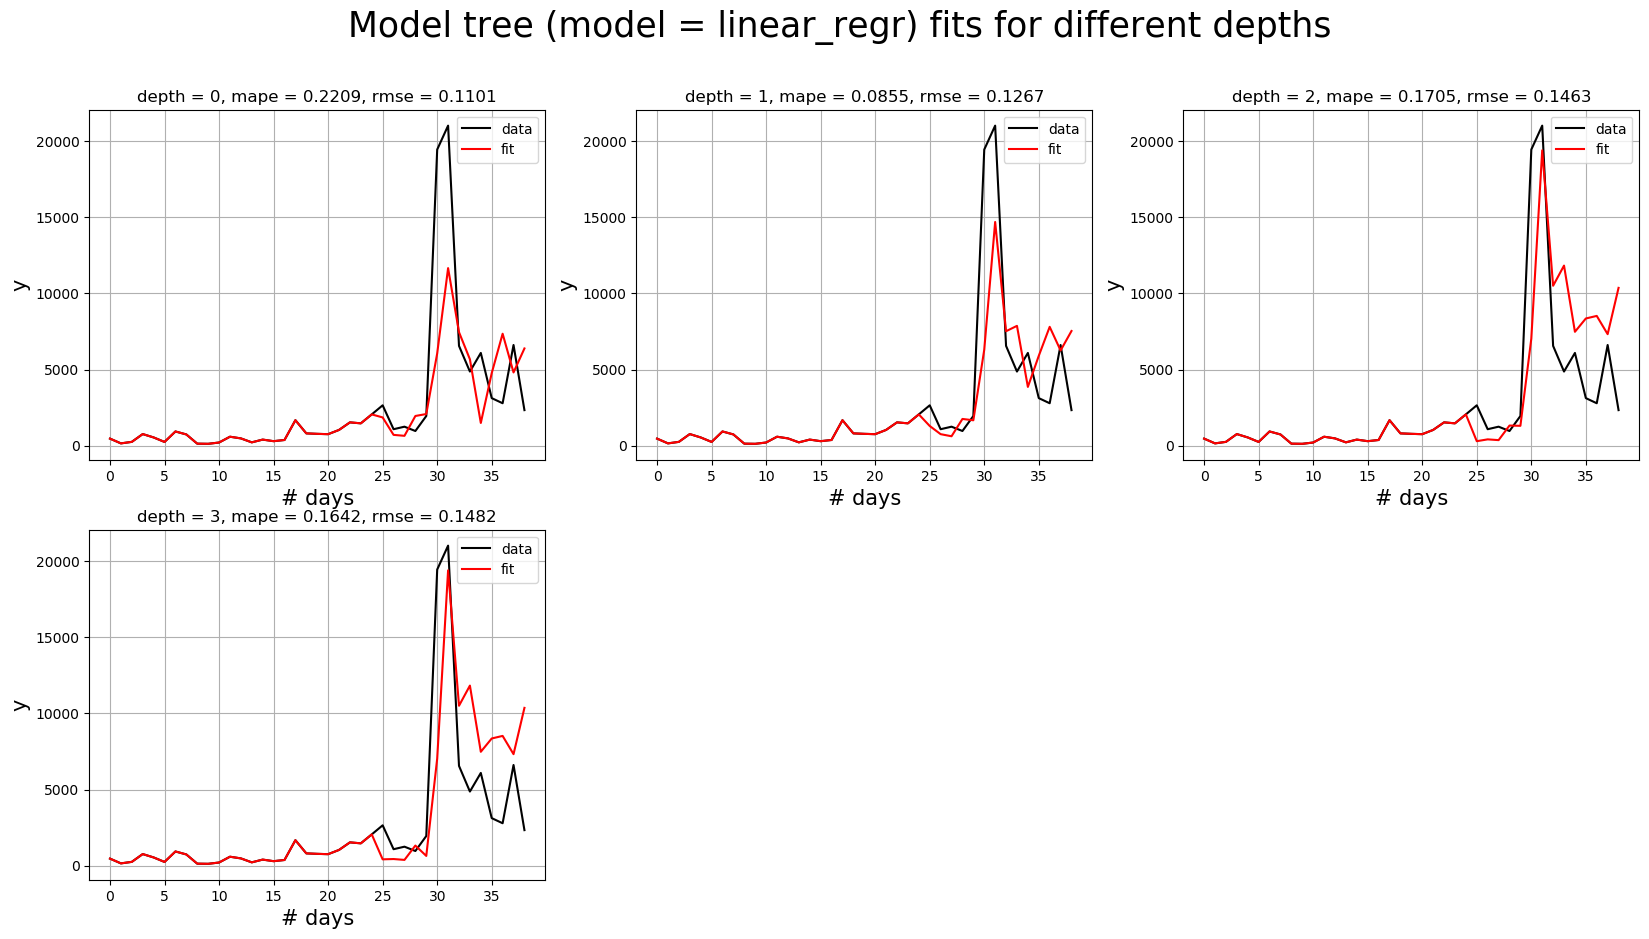 Model tree (model = linear_regr) fits for different depths
depth = 0, mape = 0.2209, rmse = 0.1101
data
fit
y
20000
15000
10000
5000
0
0 5 10 15 20 25 30 35
# days
depth = 1, mape = 0.0855, rmse = 0.1267
data
fit
y
20000
15000
10000
5000
0
0 5 10 15 20 25 30 35
# days
depth = 2, mape = 0.1705, rmse = 0.1463
data
fit
y
20000
15000
10000
5000
0
0 5 10 15 20 25 30 35
# days
depth = 3, mape = 0.1642, rmse = 0.1482
data
fit
y
20000
15000
10000
5000
0
0 5 10 15 20 25 30 35
# days